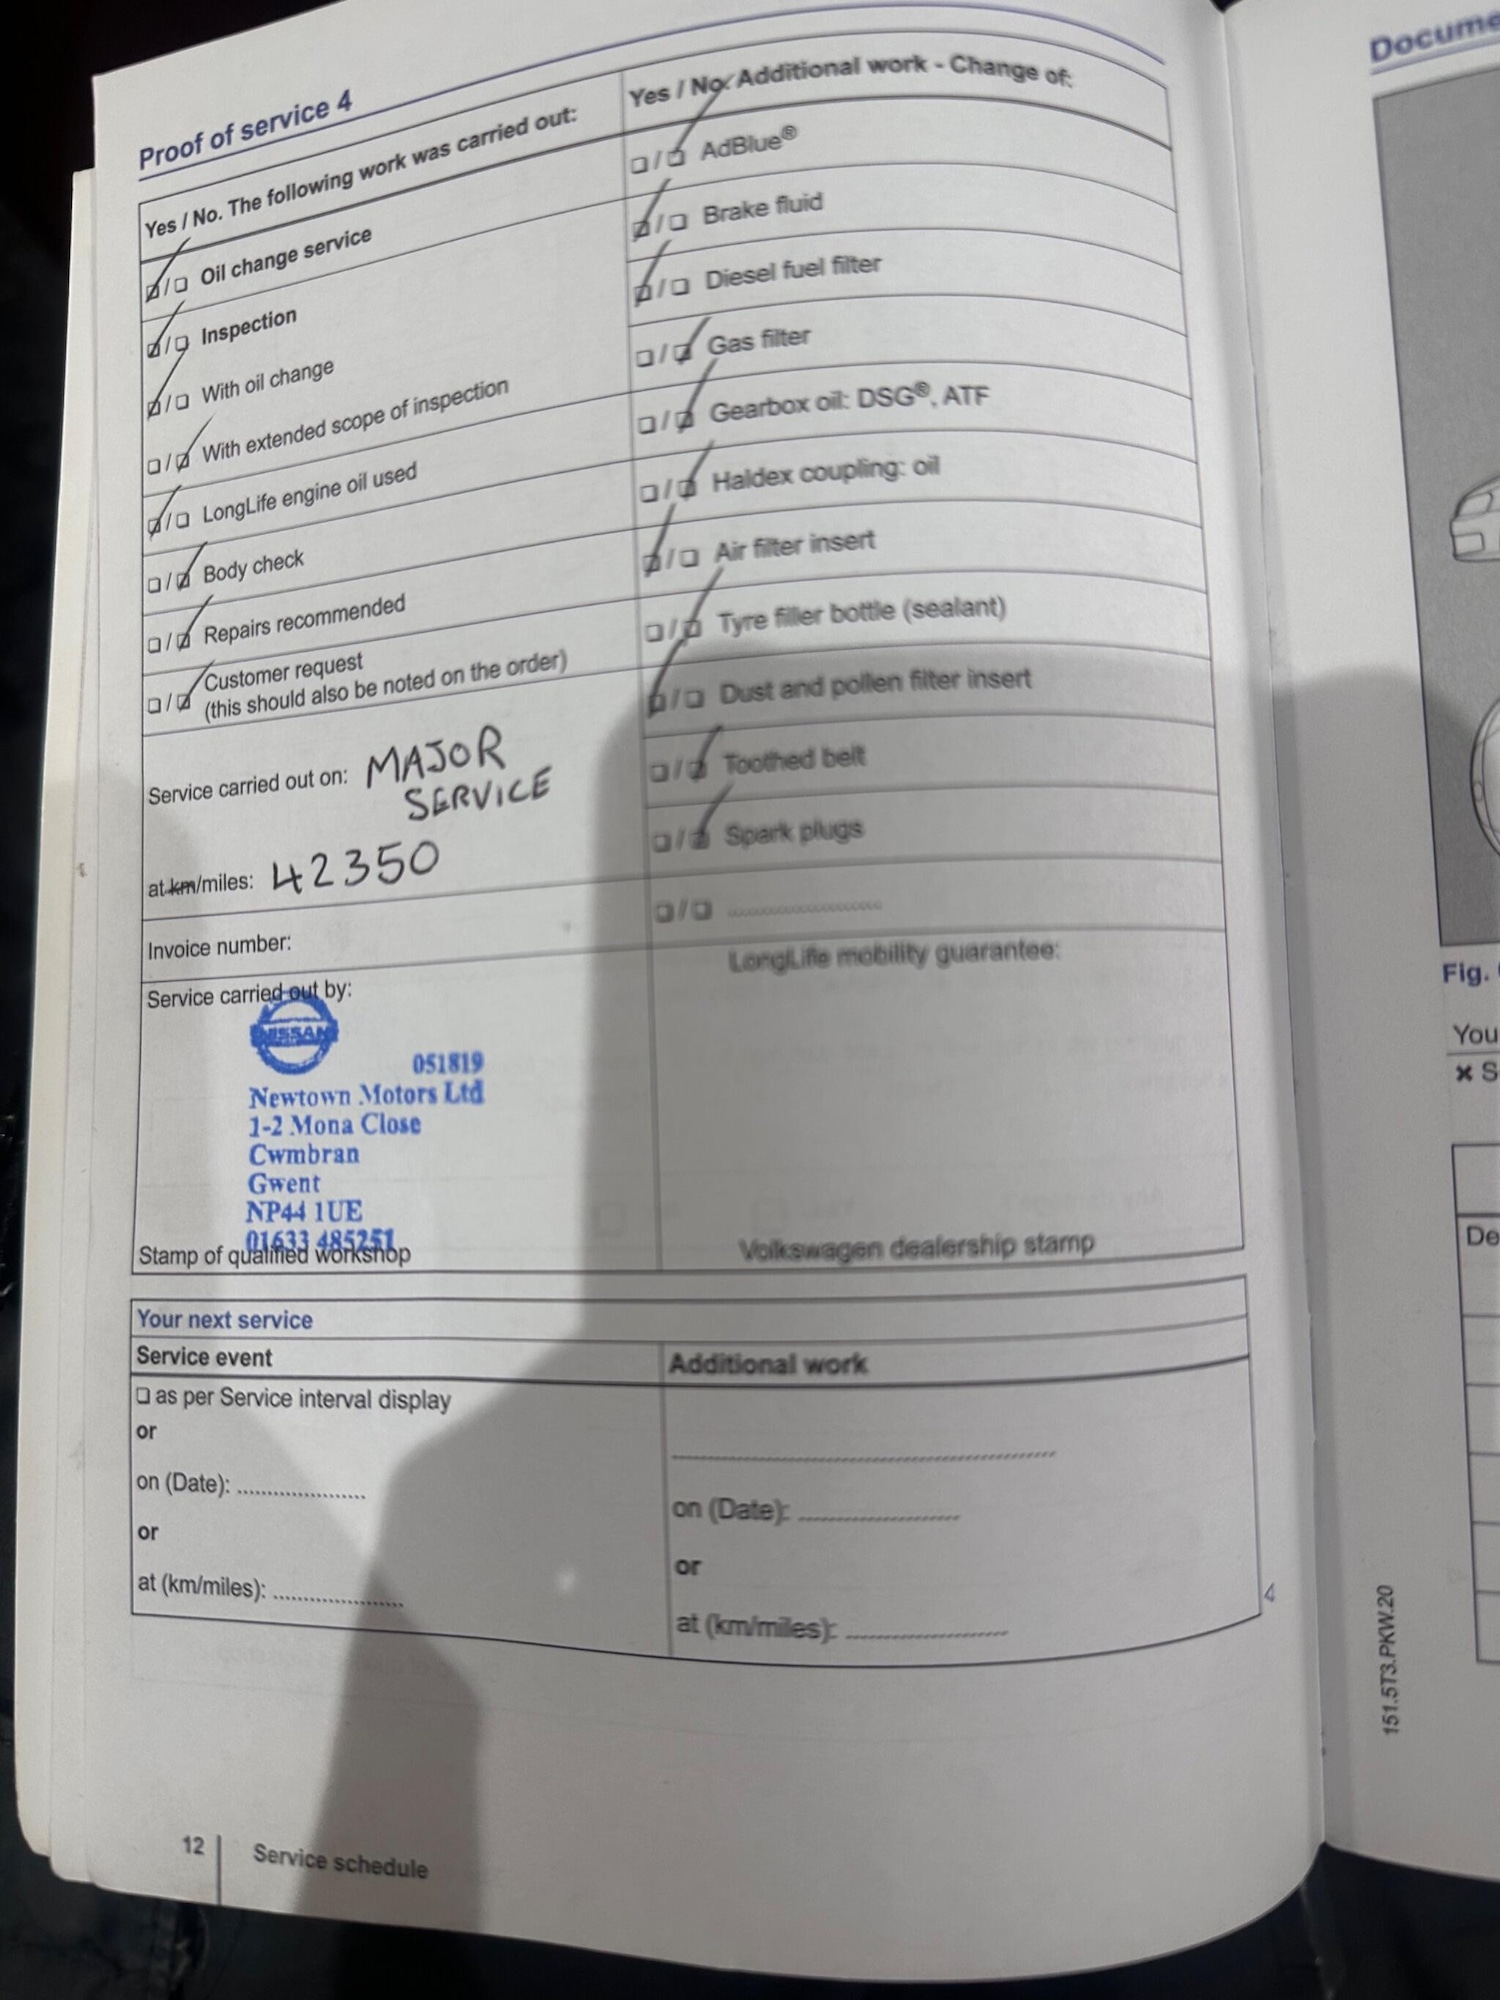 Proof of service 4
Yes / No. The following work was carried out:
❑/❑ Oil change service
❑/❑ Inspection
❑/❑ With oil change
❑/❑ With extended scope of inspection
❑/❑ LongLife engine oil used
❑/❑ Body check
❑/❑ Repairs recommended
❑/❑ Customer request
(this should also be noted on the order)
Service carried out on: MAJOR
SERVICE
at km/miles: 42350
Invoice number:
Service carried out by:
NISSAN
051819
Newtown Motors Ltd
1-2 Mona Close
Cwmbran
Gwent
NP44 1UE
01633 485251
Stamp of qualified workshop
Yes / No. Additional work - Change of:
❑/❑ AdBlue®
❑/❑ Brake fluid
❑/❑ Diesel fuel filter
❑/❑ Gas filter
❑/❑ Gearbox oil: DSG®, ATF
❑/❑ Haldex coupling: oil
❑/❑ Air filter insert
❑/❑ Tyre filler bottle (sealant)
❑/❑ Dust and pollen filter insert
❑/❑ Toothed belt
❑/❑ Spark plugs
❑/❑ ......................
LongLife mobility guarantee:
Volkswagen dealership stamp
Your next service
Service event
❑ as per Service interval display
or
on (Date): ....................
or
at (km/miles): ....................
Additional work
............................................................
on (Date): .........................
or
at (km/miles): .........................
4
12
Service schedule
Docume
Fig.
You
✖ S
De
151.5T3.PKW.20